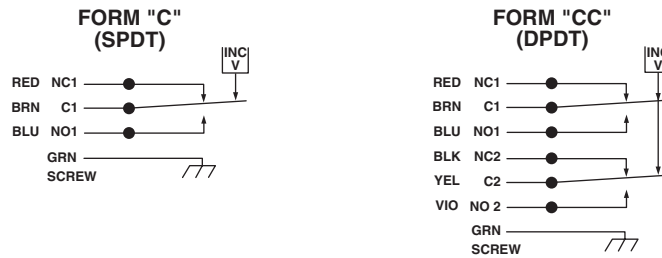 FORM "C"
(SPDT)
INC
V
RED NC1
BRN C1
BLU NO1
GRN
SCREW
FORM "CC"
(DPDT)
INC
V
RED NC1
BRN C1
BLU NO1
BLK NC2
YEL C2
VIO NO 2
GRN
SCREW